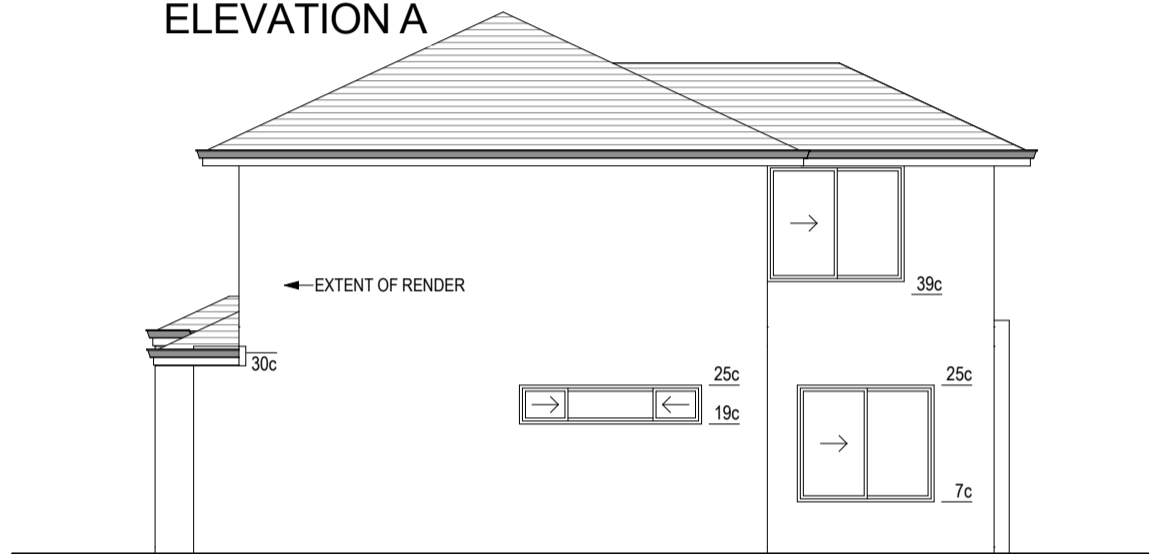 ELEVATION A
EXTENT OF RENDER
39c
30c
25c
25c
19c
7c